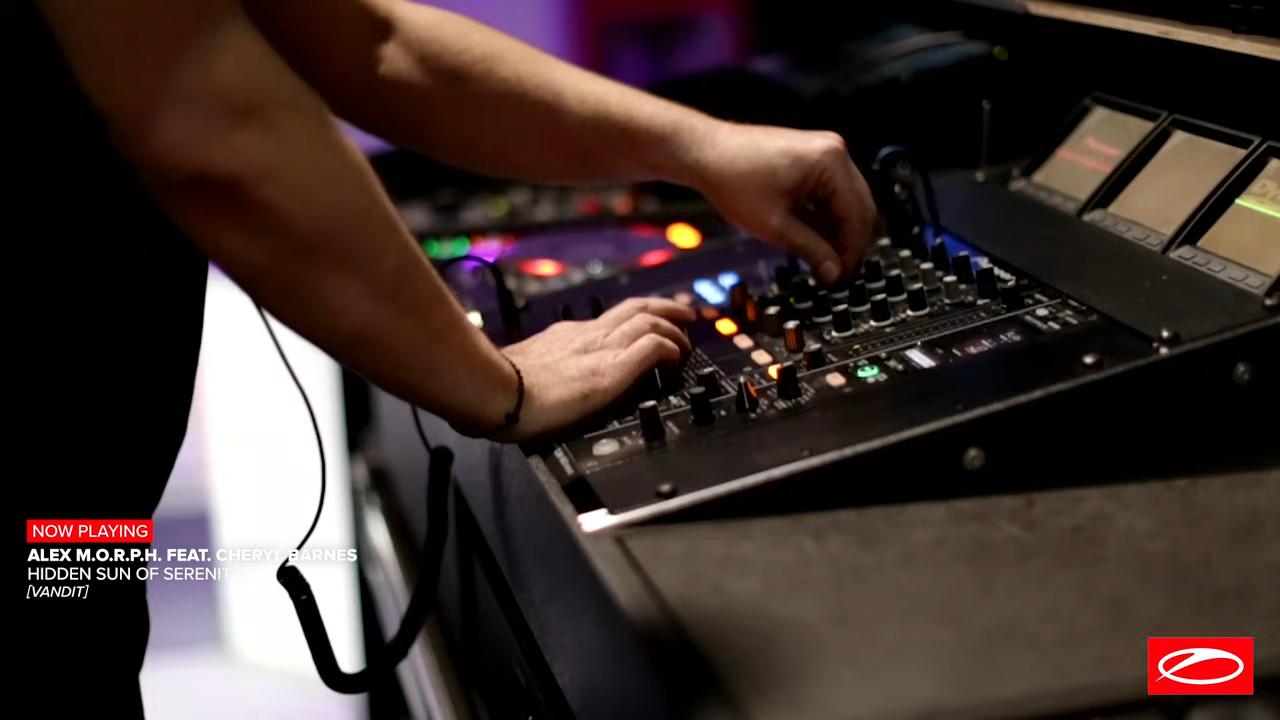 NOW PLAYING
ALEX M.O.R.P.H. FEAT. CHERYL BARNES
HIDDEN SUN OF SERENITY
[VANDIT]